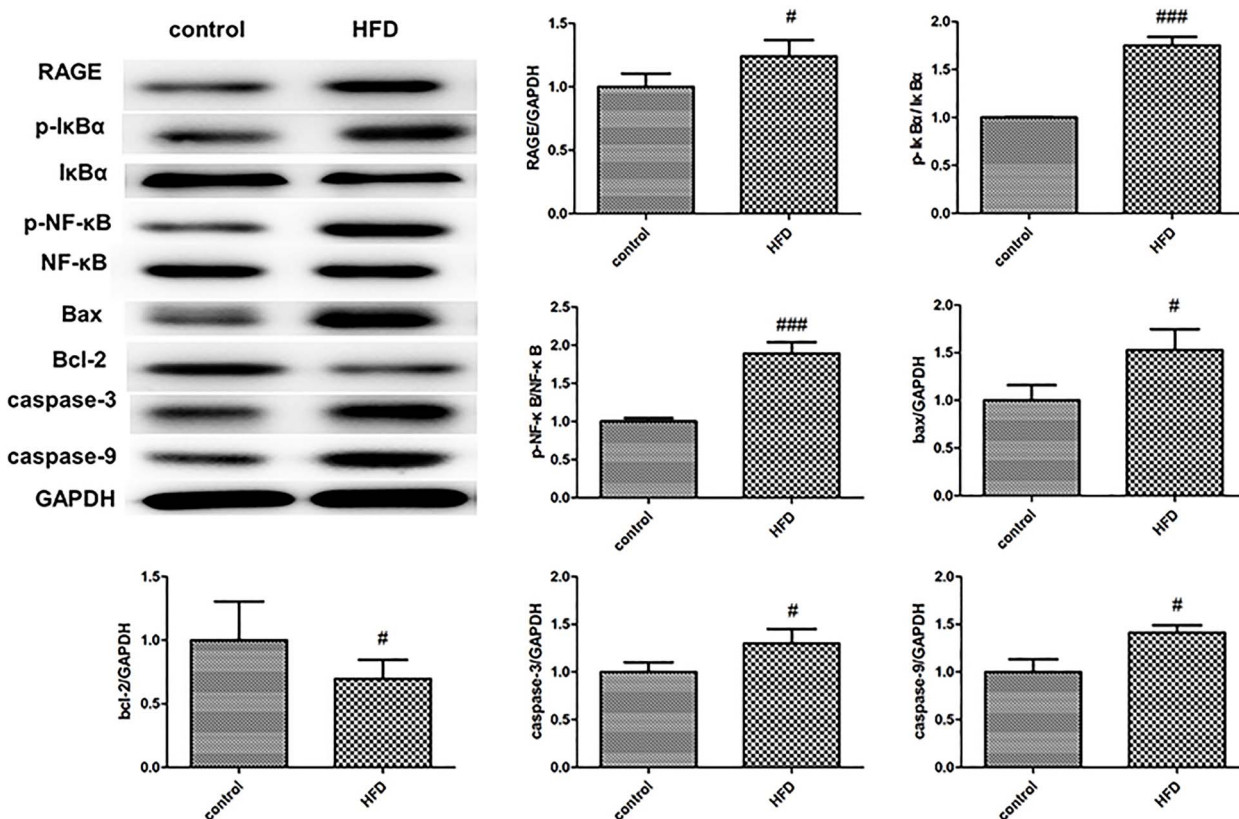 control HFD
RAGE
p-IκBα
IκBα
p-NF-κB
NF-κB
Bax
Bcl-2
caspase-3
caspase-9
GAPDH
#
RAGE/GAPDH
1.5
1.0
0.5
0.0
control HFD
###
p-Iκ Bα/Iκ Bα
2.0
1.5
1.0
0.5
0.0
control HFD
###
p-NF-κ B/NF-κ B
2.5
2.0
1.5
1.0
0.5
0.0
control HFD
#
bax/GAPDH
2.0
1.5
1.0
0.5
0.0
control HFD
#
bcl-2/GAPDH
1.5
1.0
0.5
0.0
control HFD
#
caspase-3/GAPDH
2.0
1.5
1.0
0.5
0.0
control HFD
#
caspase-9/GAPDH
2.0
1.5
1.0
0.5
0.0
control HFD